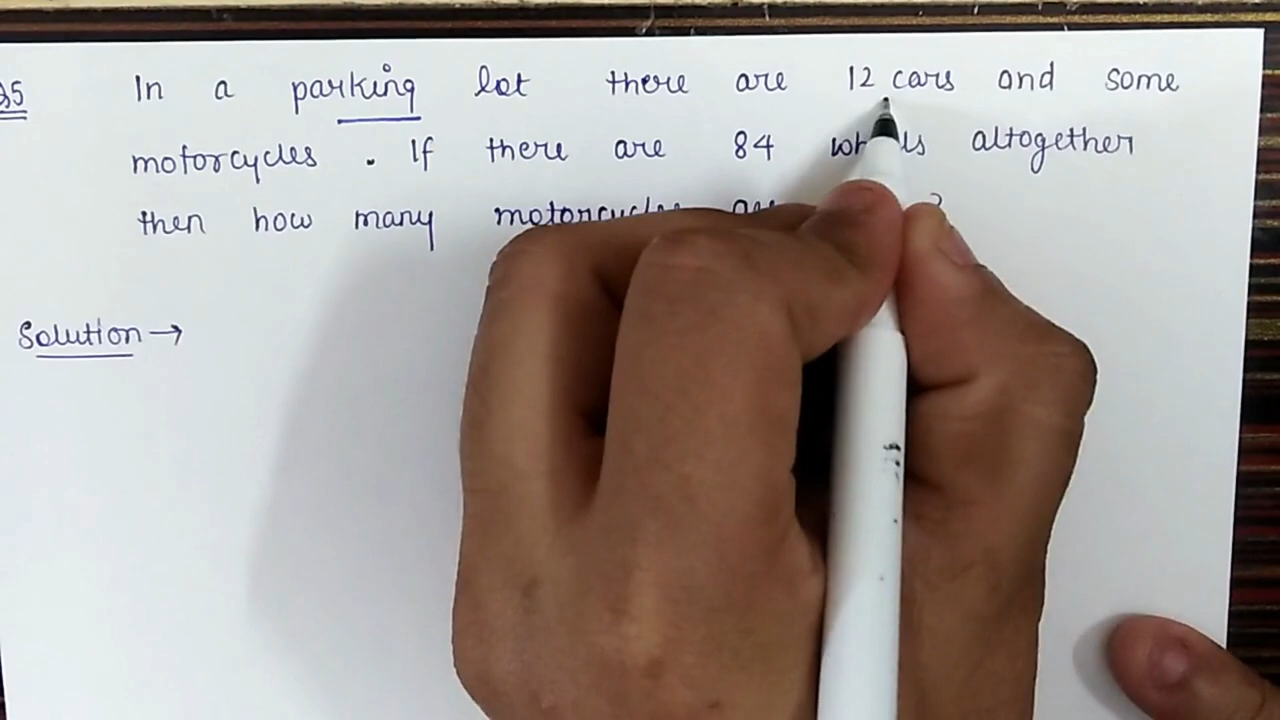 35 In a parking lot there are 12 cars and some
motorcycles . If there are 84 altogether
then how many motorcycles ?
Solution →